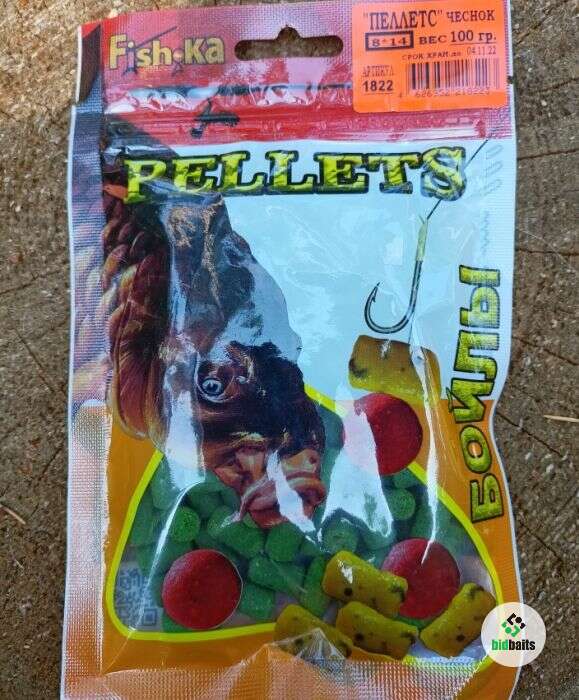 Fish·Ka
"ПЕЛЛЕТС" ЧЕСНОК
8*14 ВЕС 100 гр.
СРОК ХРАН.до 04.11.22
АРТИКУЛ
1822
PELLETS
БОЙЛЫ
bidbaits